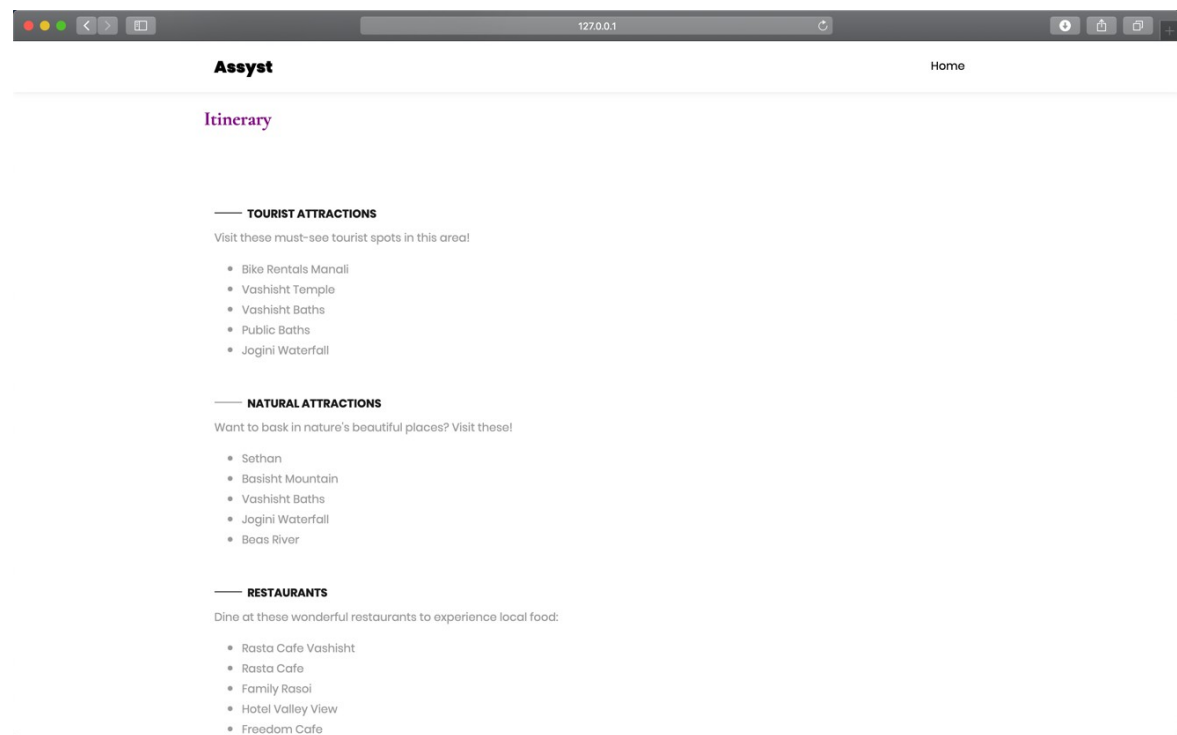 127.0.0.1
Assyst
Home
Itinerary
TOURIST ATTRACTIONS
Visit these must-see tourist spots in this area!
Bike Rentals Manali
Vashisht Temple
Vashisht Baths
Public Baths
Jogini Waterfall
NATURAL ATTRACTIONS
Want to bask in nature's beautiful places? Visit these!
Sethan
Basisht Mountain
Vashisht Baths
Jogini Waterfall
Beas River
RESTAURANTS
Dine at these wonderful restaurants to experience local food:
Rasta Cafe Vashisht
Rasta Cafe
Family Rasoi
Hotel Valley View
Freedom Cafe